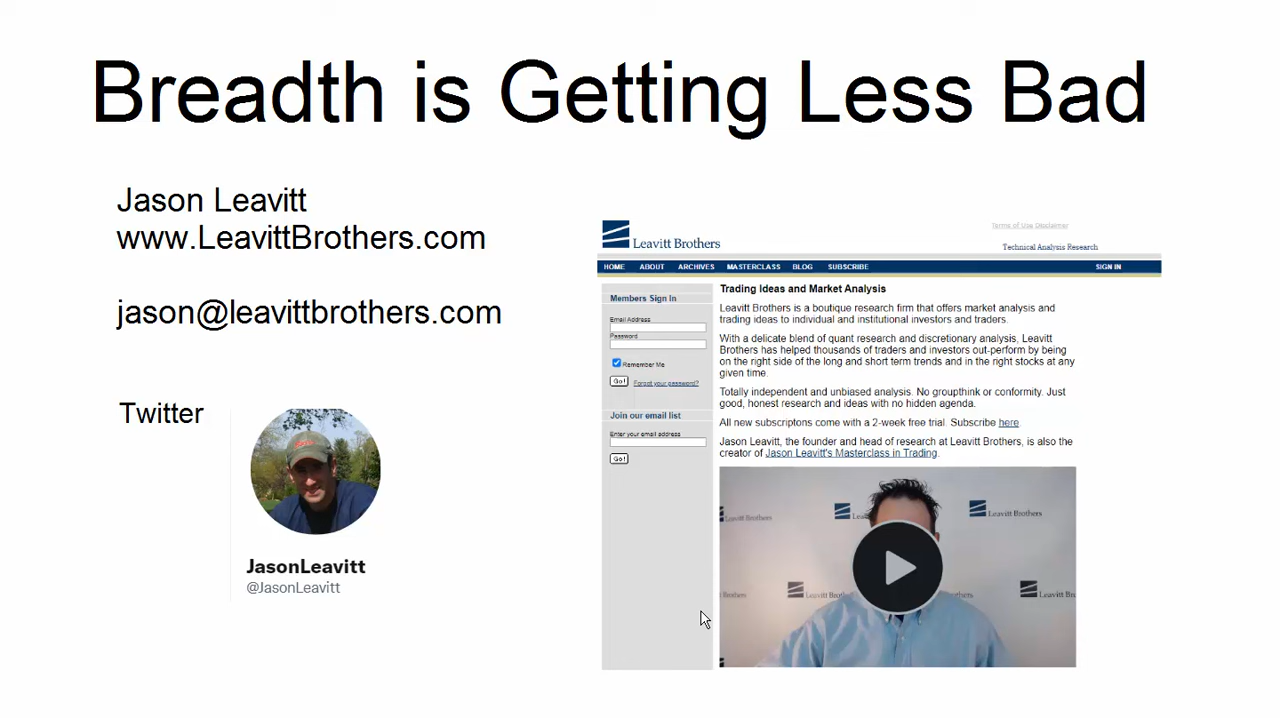 Breadth is Getting Less Bad
Jason Leavitt
www.LeavittBrothers.com
jason@leavittbrothers.com
Twitter
JasonLeavitt
@JasonLeavitt
Leavitt Brothers
Terms of Use Disclaimer
Technical Analysis Research
HOME ABOUT ARCHIVES MASTERCLASS BLOG SUBSCRIBE SIGN IN
Members Sign In
Email Address
Password
Remember Me
Go! Forgot your password?
Join our email list
Enter your email address
Go!
Trading Ideas and Market Analysis
Leavitt Brothers is a boutique research firm that offers market analysis and
trading ideas to individual and institutional investors and traders.
With a delicate blend of quant research and discretionary analysis, Leavitt
Brothers has helped thousands of traders and investors out-perform by being
on the right side of the long and short term trends and in the right stocks at any
given time.
Totally independent and unbiased analysis. No groupthink or conformity. Just
good, honest research and ideas with no hidden agenda.
All new subscriptons come with a 2-week free trial. Subscribe here
Jason Leavitt, the founder and head of research at Leavitt Brothers, is also the
creator of Jason Leavitt's Masterclass in Trading.
Leavitt Brothers
Leavitt Brothers